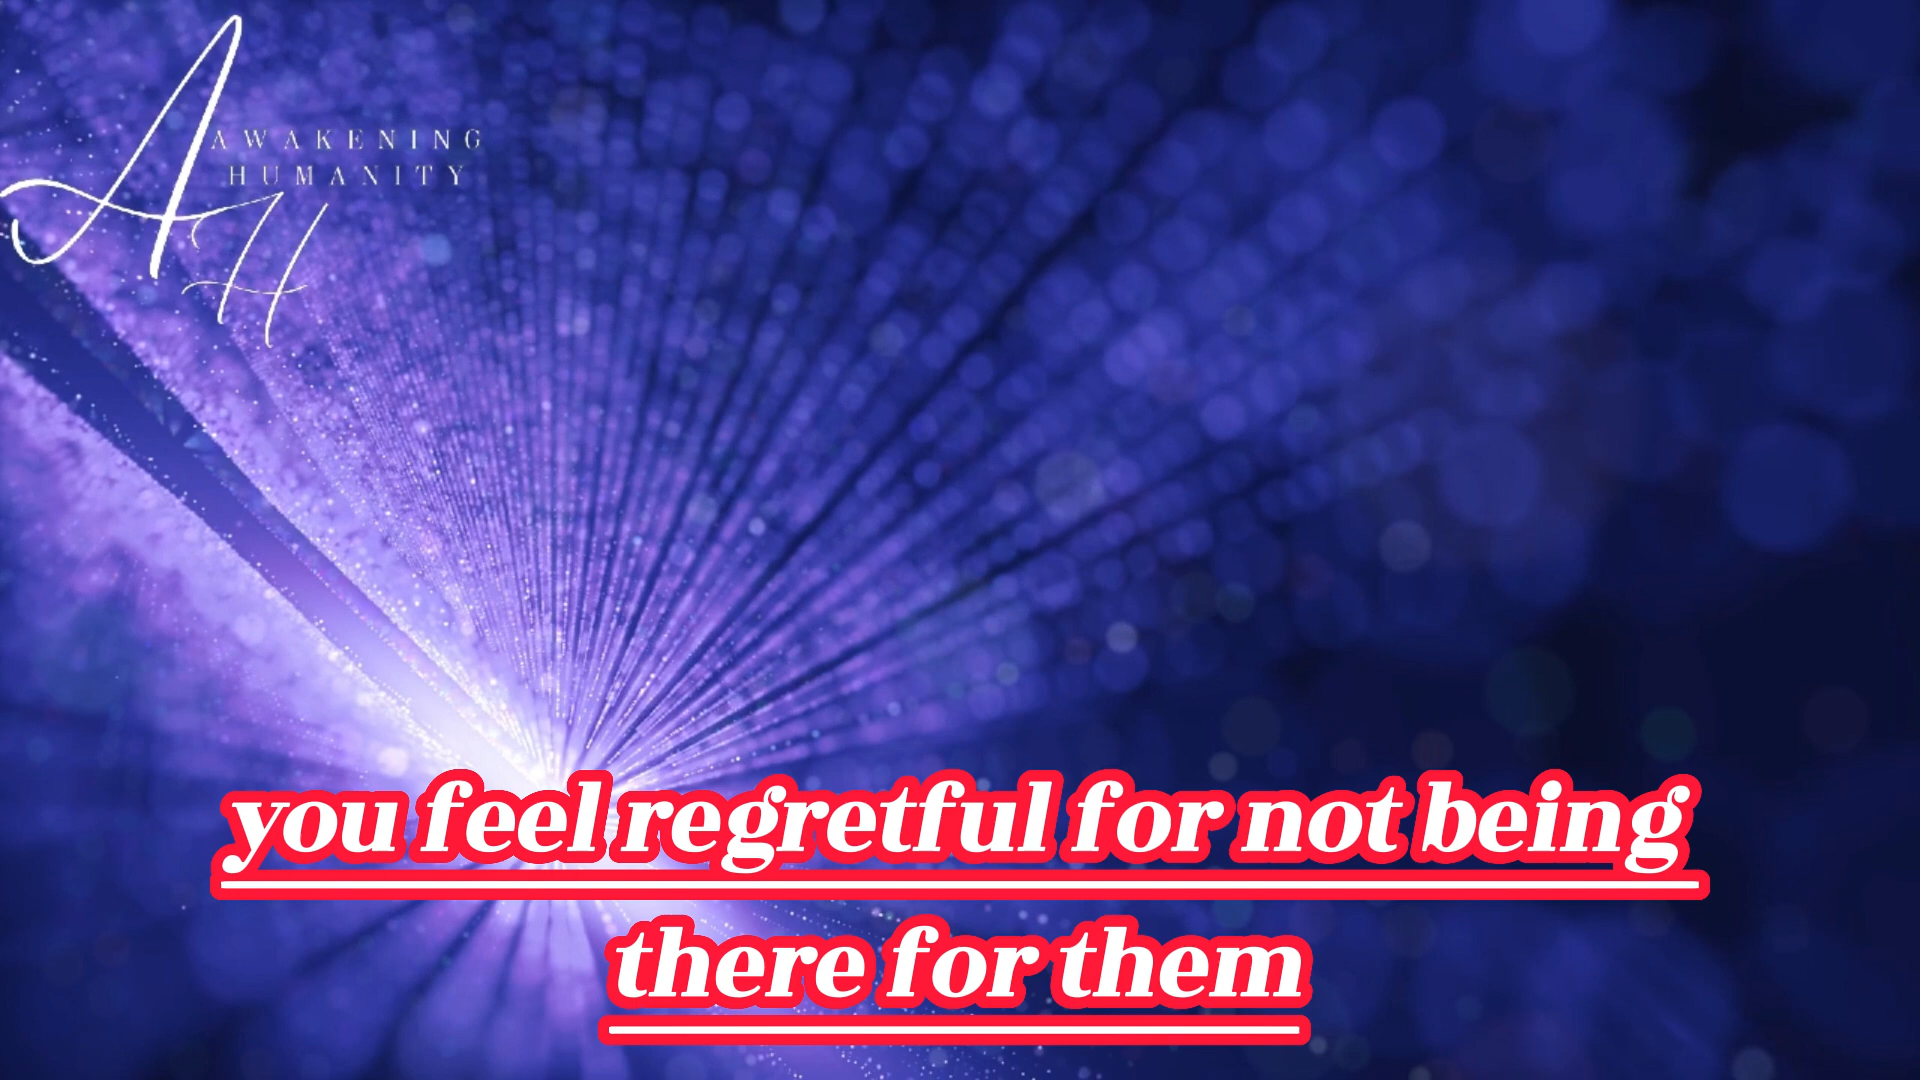 A
AWAKENING
HUMANITY
H
you feel regretful for not being
there for them